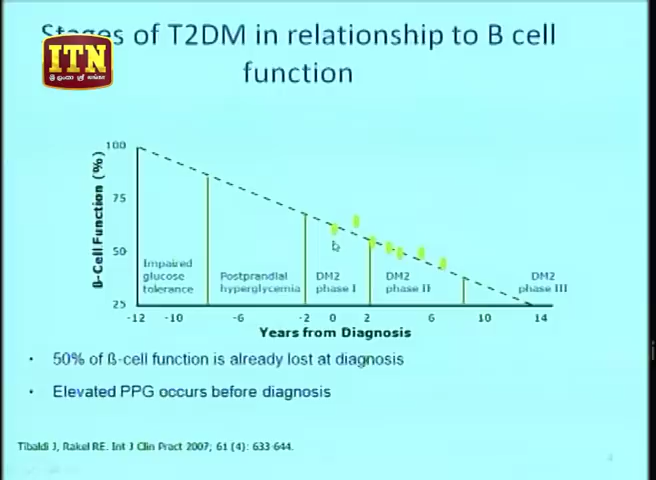 Stages of T2DM in relationship to B cell
function
ITN
ශ්‍රී ලංකා
100
75
50
25
ß-Cell Function (%)
Impaired
glucose
tolerance
Postprandial
hyperglycemia
DM2
phase I
DM2
phase II
DM2
phase III
-12 -10 -6 -2 0 2 6 10 14
Years from Diagnosis
• 50% of ß-cell function is already lost at diagnosis
• Elevated PPG occurs before diagnosis
Tibaldi J, Rakel RE. Int J Clin Pract 2007; 61 (4): 633-644.